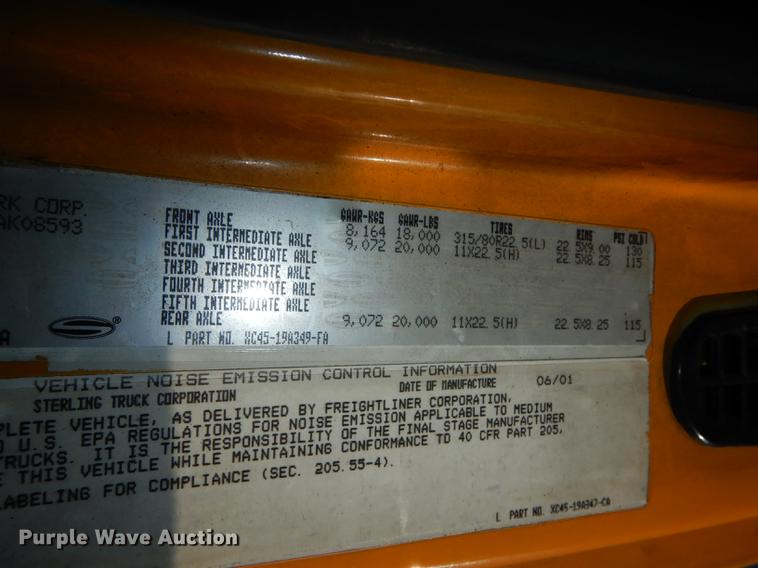 RK CORP
AK08593
GAWR-KGS GAWR-LBS TIRES RIMS PSI COLD
FRONT AXLE 8,164 18,000 315/80R22.5(L) 22.5X9.00 130
FIRST INTERMEDIATE AXLE 9,072 20,000 11X22.5(H) 22.5X8.25 115
SECOND INTERMEDIATE AXLE
THIRD INTERMEDIATE AXLE
FOURTH INTERMEDIATE AXLE
FIFTH INTERMEDIATE AXLE
REAR AXLE 9,072 20,000 11X22.5(H) 22.5X8.25 115
A
L PART NO. XC45-19A349-FA
VEHICLE NOISE EMISSION CONTROL INFORMATION
STERLING TRUCK CORPORATION DATE OF MANUFACTURE 06/01
PLETE VEHICLE, AS DELIVERED BY FREIGHTLINER CORPORATION,
D U.S. EPA REGULATIONS FOR NOISE EMISSION APPLICABLE TO MEDIUM
TRUCKS. IT IS THE RESPONSIBILITY OF THE FINAL STAGE MANUFACTURER
E THIS VEHICLE WHILE MAINTAINING CONFORMANCE TO 40 CFR PART 205,
LABELING FOR COMPLIANCE (SEC. 205.55-4).
L PART NO. XC45-19A347-CA
Purple Wave Auction